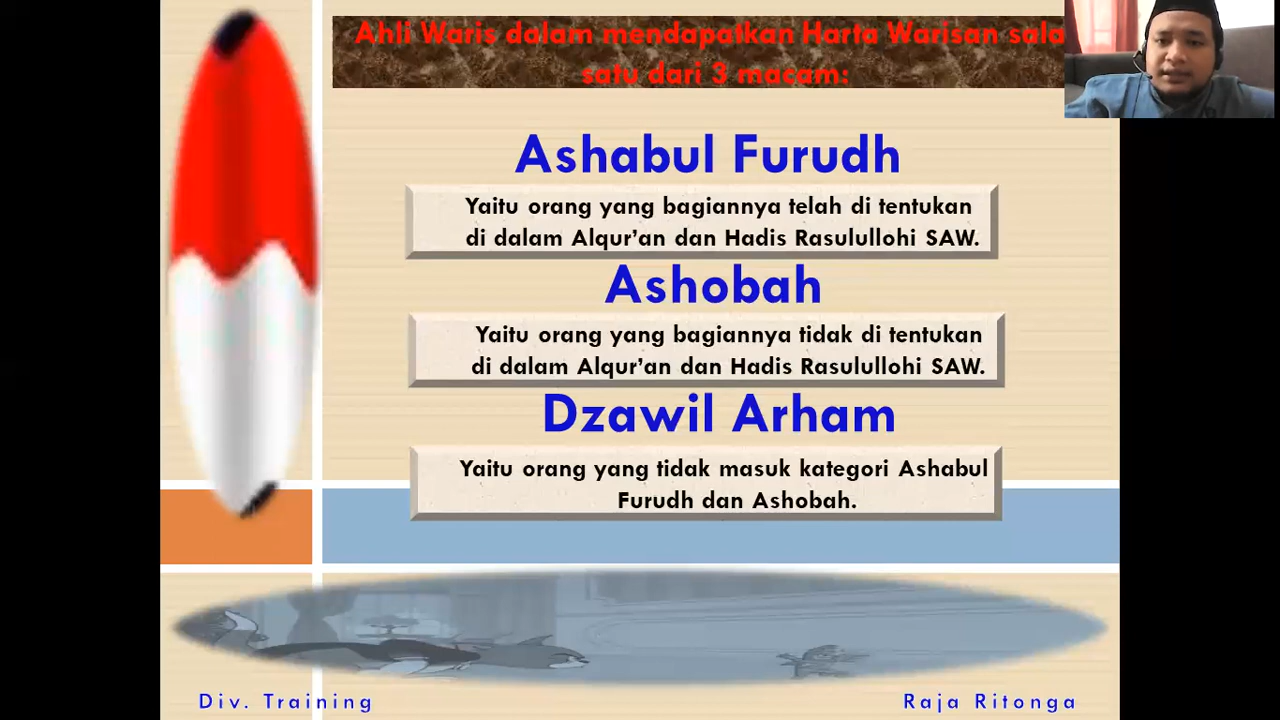 Ahli Waris dalam mendapatkan Harta Warisan sala
satu dari 3 macam:
Ashabul Furudh
Yaitu orang yang bagiannya telah di tentukan
di dalam Alqur'an dan Hadis Rasulullohi SAW.
Ashobah
Yaitu orang yang bagiannya tidak di tentukan
di dalam Alqur'an dan Hadis Rasulullohi SAW.
Dzawil Arham
Yaitu orang yang tidak masuk kategori Ashabul
Furudh dan Ashobah.
Div. Training
Raja Ritonga